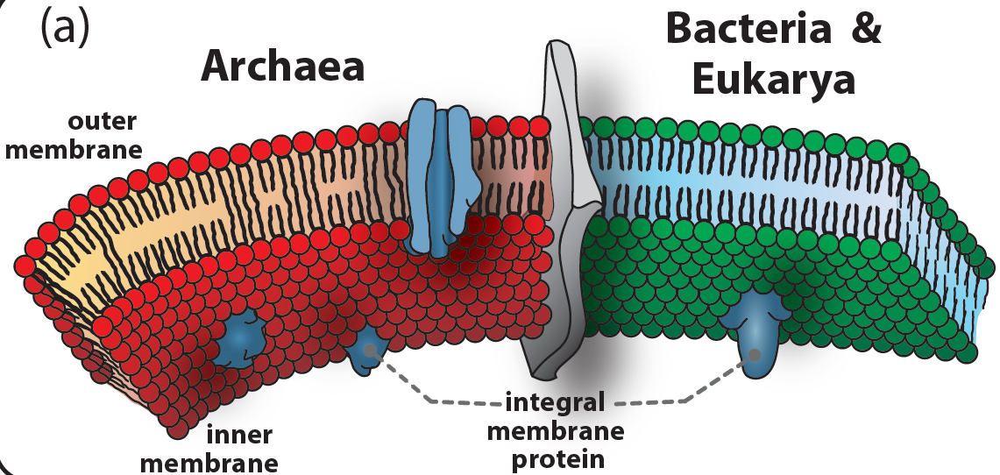 (a)
Archaea
Bacteria &
Eukarya
outer
membrane
integral
membrane
protein
inner
membrane